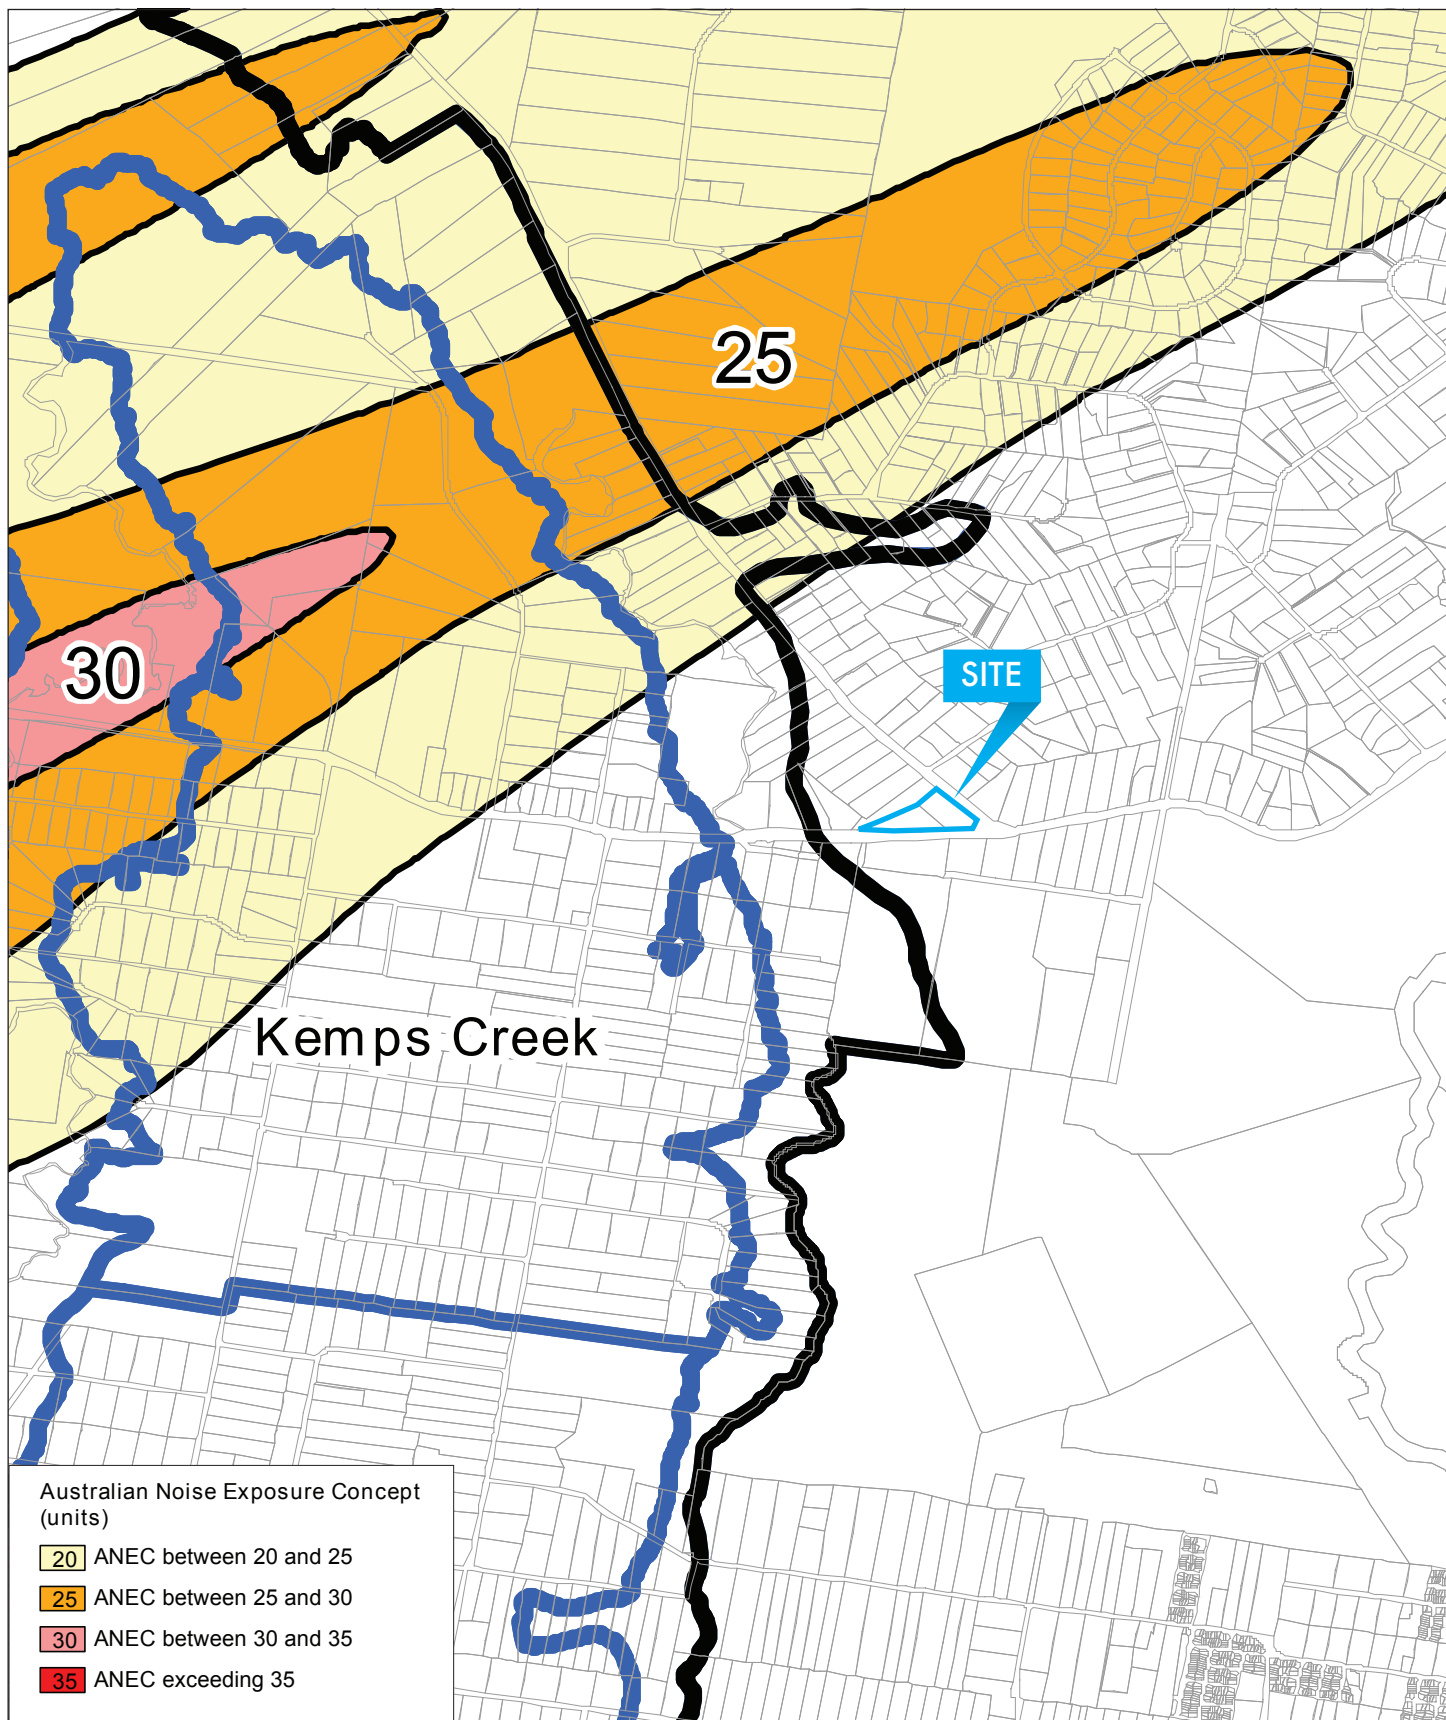 25
30
SITE
Kemps Creek
Australian Noise Exposure Concept
(units)
20 ANEC between 20 and 25
25 ANEC between 25 and 30
30 ANEC between 30 and 35
35 ANEC exceeding 35